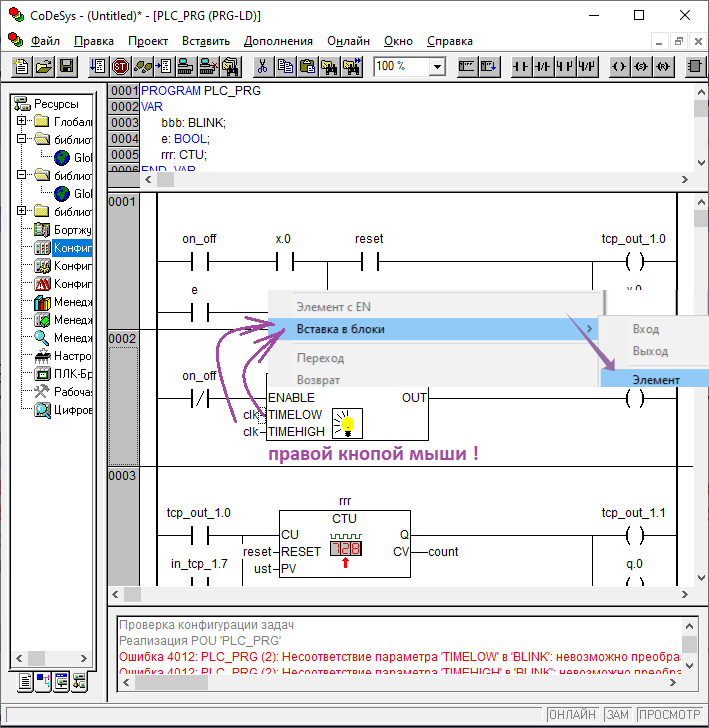 CoDeSys - (Untitled)* - [PLC_PRG (PRG-LD)]
Файл Правка Проект Вставить Дополнения Онлайн Окно Справка
100 %
Ресурсы
Глобал
библиот
Glol
библиот
Glol
библиот
Бортжу
Конфиг
Конфиг
Конфиг
Менедж
Менедж
Менедж
Настро
ПЛК-Бр
Рабочая
Цифров
0001 PROGRAM PLC_PRG
0002 VAR
0003 bbb: BLINK;
0004 e: BOOL;
0005 rrr: CTU;
0006 END_VAR
0001
on_off x.0 reset tcp_out_1.0
( )
e
Элемент с EN
Вставка в блоки
Вход
Переход
Выход
Возврат
Элемент
0002
on_off
ENABLE OUT
clk TIMELOW
clk TIMEHIGH
правой кнопой мыши !
0003
rrr
tcp_out_1.0 CTU tcp_out_1.1
CU Q
reset RESET CV count
in_tcp_1.7 ust PV q.0
Проверка конфигурации задач
Реализация POU 'PLC_PRG'
Ошибка 4012: PLC_PRG (2): Несоответствие параметра 'TIMELOW' в 'BLINK': невозможно преобра
Ошибка 4012: PLC_PRG (2): Несоответствие параметра 'TIMEHIGH' в 'BLINK': невозможно преобр
ОНЛАЙН ЗАМ ПРОСМОТР